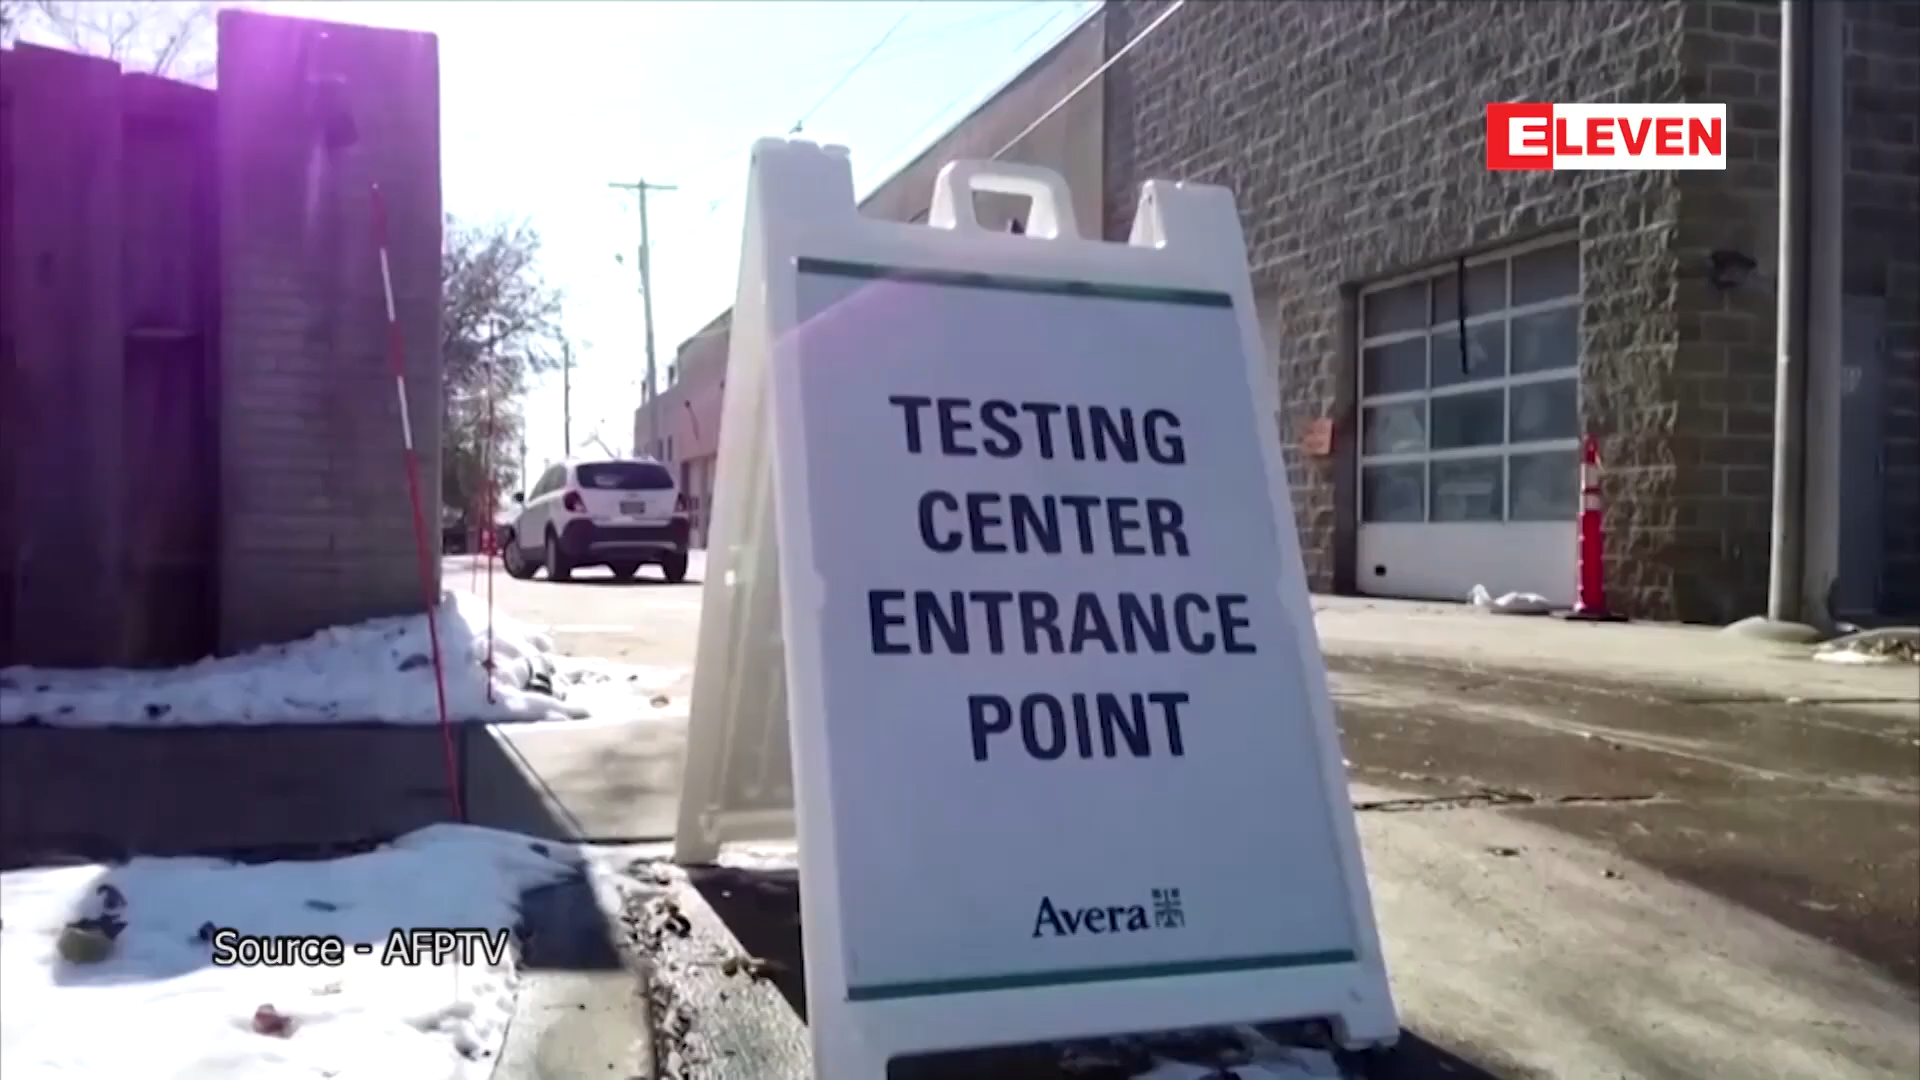 ELEVEN
TESTING
CENTER
ENTRANCE
POINT
Avera
Source - AFPTV